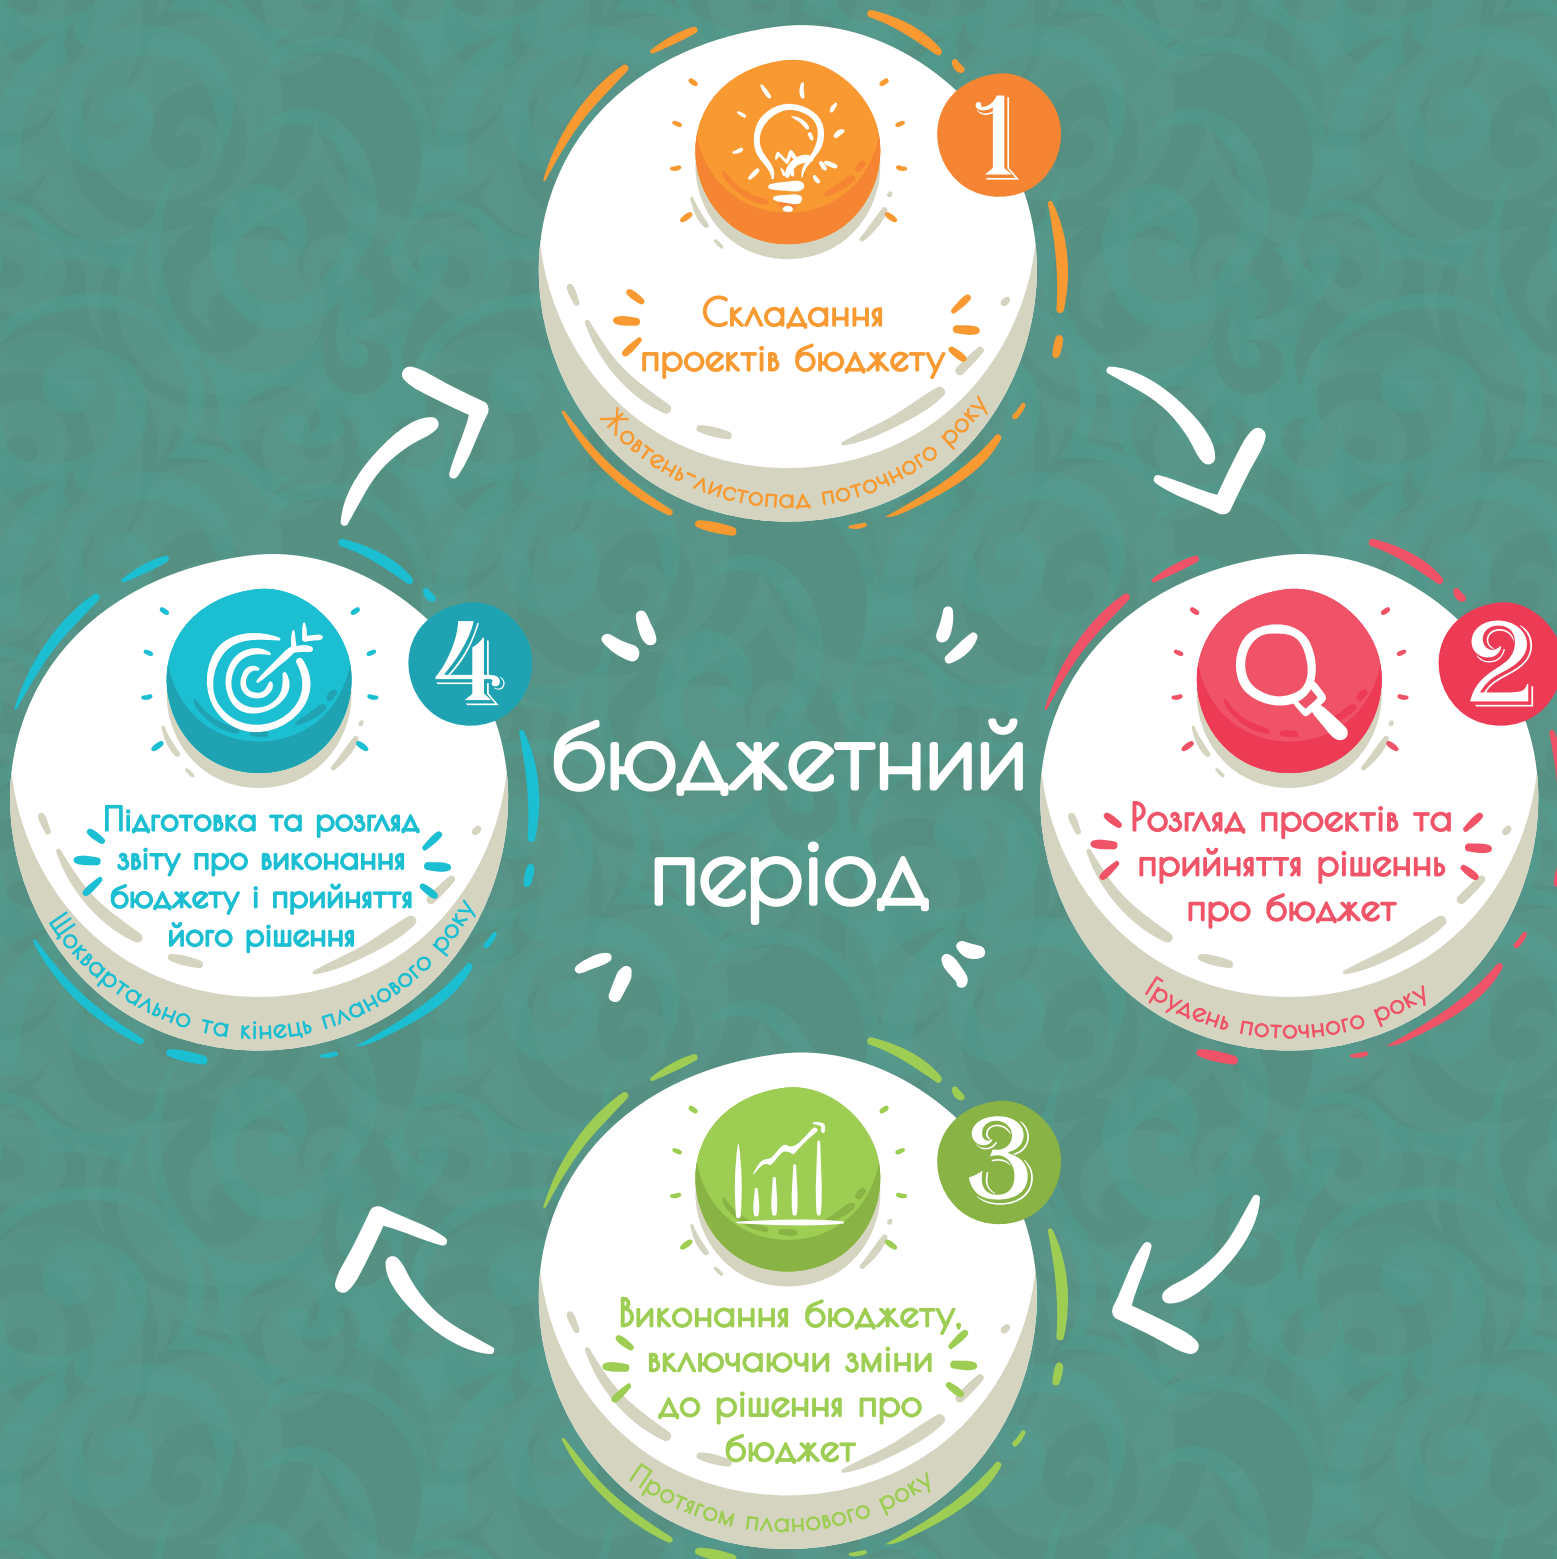 1
Складання
проектів бюджету
Жовтень-листопад поточного року
2
Розгляд проектів та
прийняття рішеннь
про бюджет
Грудень поточного року
бюджетний
період
4
Підготовка та розгляд
звіту про виконання
бюджету і прийняття
його рішення
Щоквартально та кінець планового року
3
Виконання бюджету,
включаючи зміни
до рішення про
бюджет
Протягом планового року